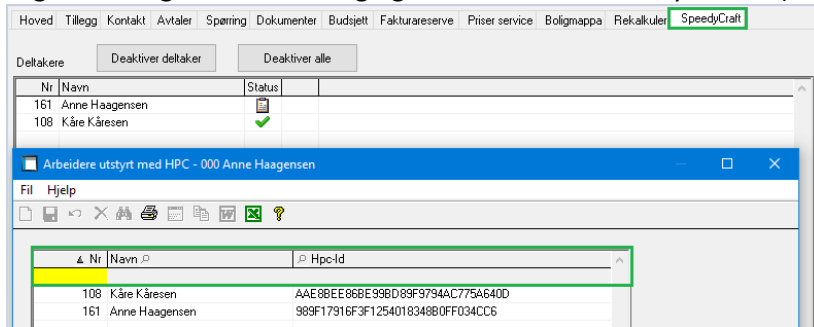 Hoved Tillegg Kontakt Avtaler Spørring Dokumenter Budsjett Fakturareserve Priser service Boligmappa Rekalkuler SpeedyCraft
Deltakere Deaktiver deltaker Deaktiver alle
Nr Navn Status
161 Anne Haagensen
108 Kåre Kåresen
Arbeidere utstyrt med HPC - 000 Anne Haagensen
Fil Hjelp
Nr Navn Hpc-Id
108 Kåre Kåresen AAE8BEE86BE99BD89F9794AC775A640D
161 Anne Haagensen 989F17916F3F1254018348B0FF034CC6